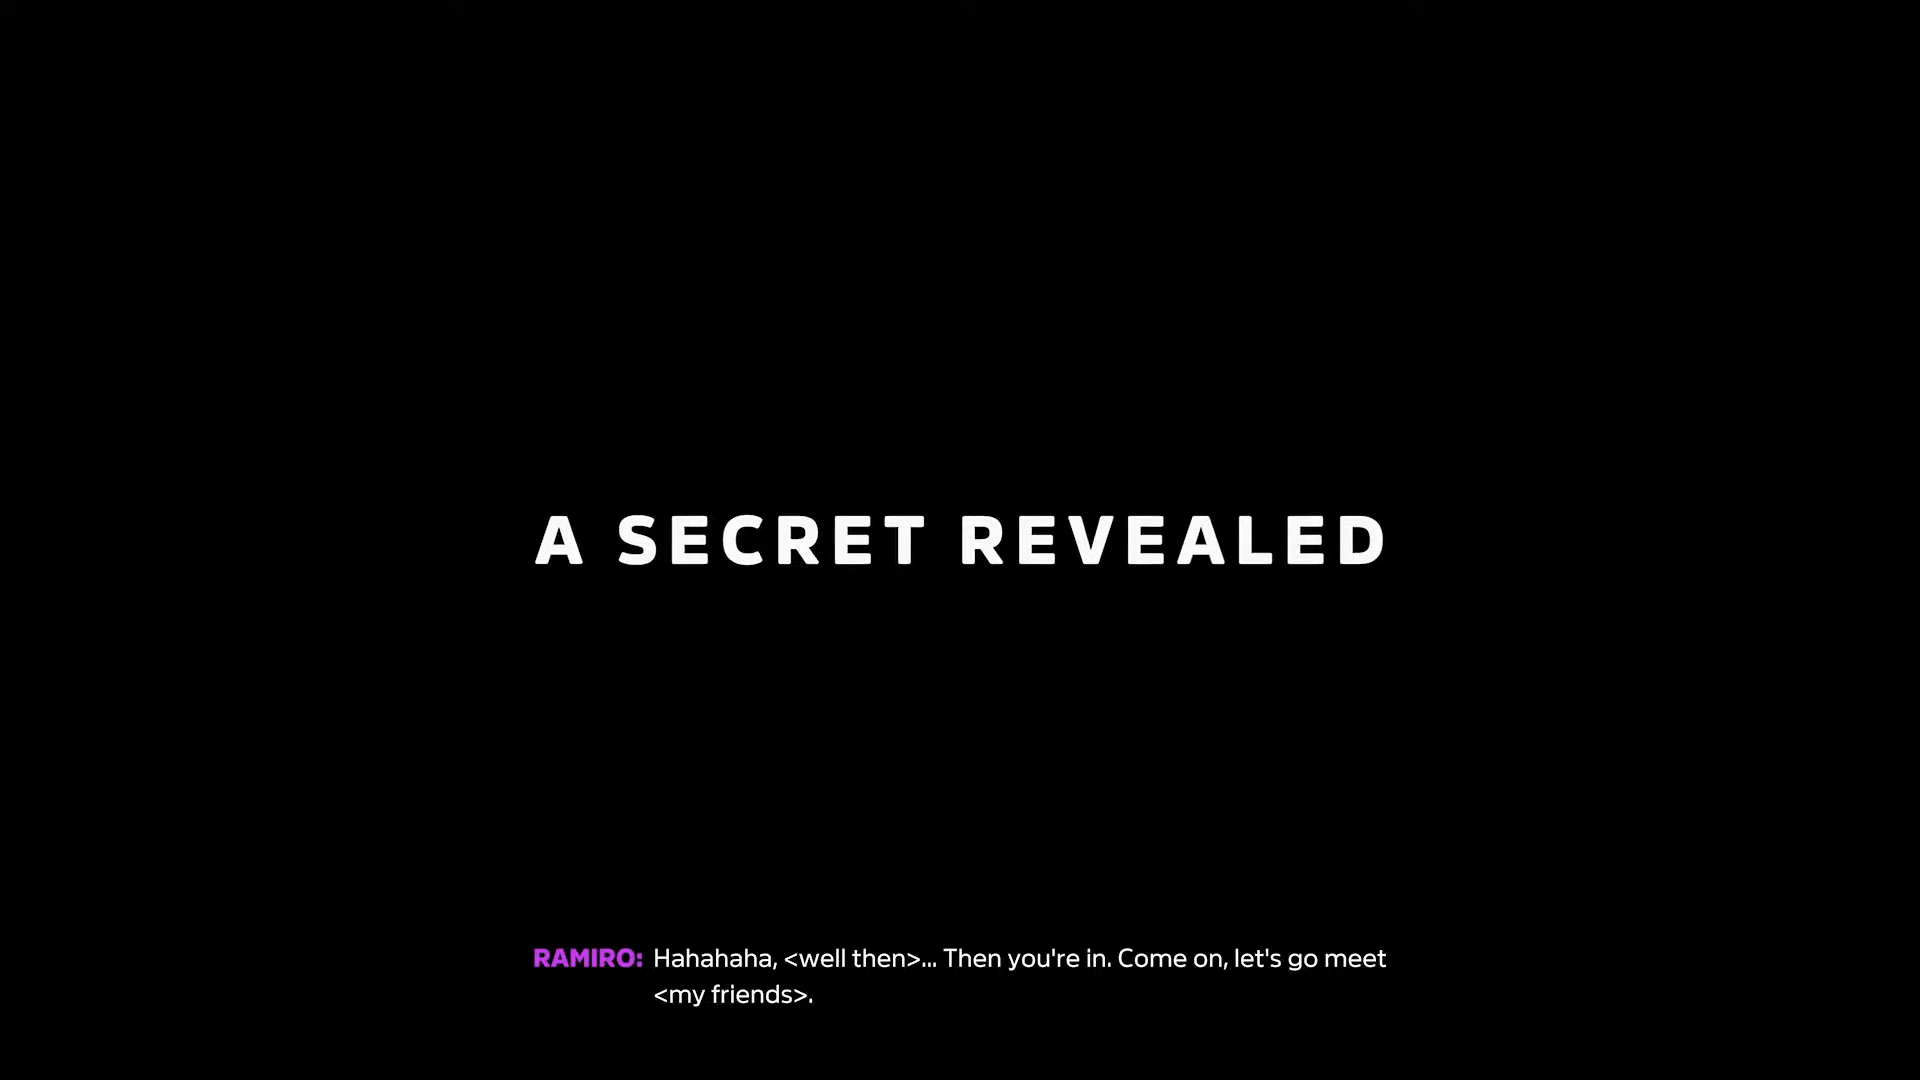 A SECRET REVEALED
RAMIRO: Hahahaha, <well then>... Then you're in. Come on, let's go meet
<my friends>.